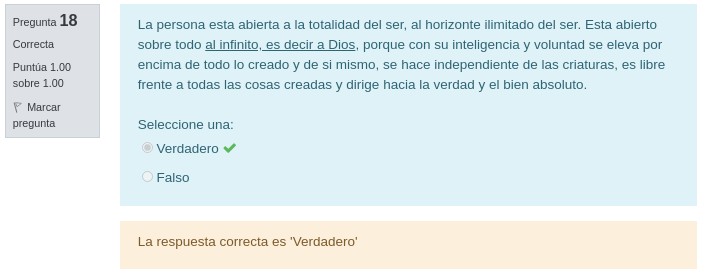 Pregunta 18
Correcta
Puntúa 1.00
sobre 1.00
Marcar
pregunta
La persona esta abierta a la totalidad del ser, al horizonte ilimitado del ser. Esta abierto
sobre todo al infinito, es decir a Dios, porque con su inteligencia y voluntad se eleva por
encima de todo lo creado y de si mismo, se hace independiente de las criaturas, es libre
frente a todas las cosas creadas y dirige hacia la verdad y el bien absoluto.
Seleccione una:
Verdadero
Falso
La respuesta correcta es 'Verdadero'